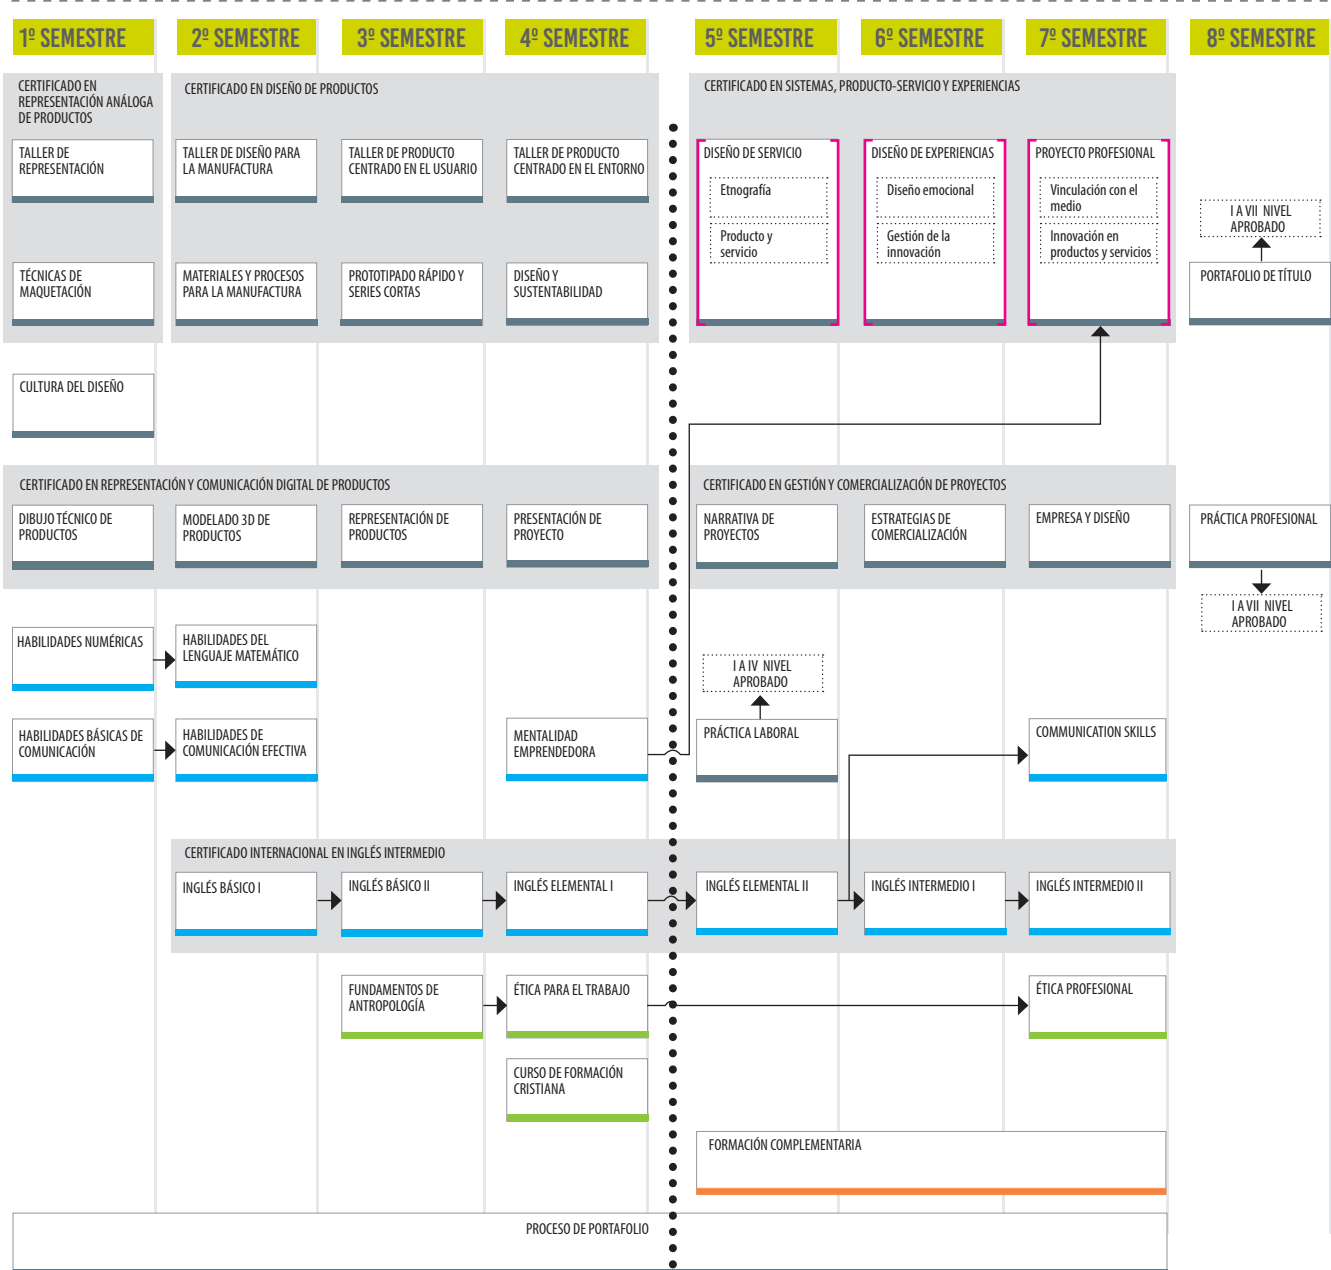 1º SEMESTRE
2º SEMESTRE
3º SEMESTRE
4º SEMESTRE
5º SEMESTRE
6º SEMESTRE
7º SEMESTRE
8º SEMESTRE
CERTIFICADO EN
REPRESENTACIÓN ANÁLOGA
DE PRODUCTOS
CERTIFICADO EN DISEÑO DE PRODUCTOS
CERTIFICADO EN SISTEMAS, PRODUCTO-SERVICIO Y EXPERIENCIAS
TALLER DE
REPRESENTACIÓN
TALLER DE DISEÑO PARA
LA MANUFACTURA
TALLER DE PRODUCTO
CENTRADO EN EL USUARIO
TALLER DE PRODUCTO
CENTRADO EN EL ENTORNO
DISEÑO DE SERVICIO
Etnografía
Producto y
servicio
DISEÑO DE EXPERIENCIAS
Diseño emocional
Gestión de la
innovación
PROYECTO PROFESIONAL
Vinculación con el
medio
Innovación en
productos y servicios
I A VII NIVEL
APROBADO
PORTAFOLIO DE TÍTULO
TÉCNICAS DE
MAQUETACIÓN
MATERIALES Y PROCESOS
PARA LA MANUFACTURA
PROTOTIPADO RÁPIDO Y
SERIES CORTAS
DISEÑO Y
SUSTENTABILIDAD
CULTURA DEL DISEÑO
CERTIFICADO EN REPRESENTACIÓN Y COMUNICACIÓN DIGITAL DE PRODUCTOS
CERTIFICADO EN GESTIÓN Y COMERCIALIZACIÓN DE PROYECTOS
DIBUJO TÉCNICO DE
PRODUCTOS
MODELADO 3D DE
PRODUCTOS
REPRESENTACIÓN DE
PRODUCTOS
PRESENTACIÓN DE
PROYECTO
NARRATIVA DE
PROYECTOS
ESTRATEGIAS DE
COMERCIALIZACIÓN
EMPRESA Y DISEÑO
PRÁCTICA PROFESIONAL
I A VII NIVEL
APROBADO
HABILIDADES NUMÉRICAS
HABILIDADES DEL
LENGUAJE MATEMÁTICO
I A IV NIVEL
APROBADO
HABILIDADES BÁSICAS DE
COMUNICACIÓN
HABILIDADES DE
COMUNICACIÓN EFECTIVA
MENTALIDAD
EMPRENDEDORA
PRÁCTICA LABORAL
COMMUNICATION SKILLS
CERTIFICADO INTERNACIONAL EN INGLÉS INTERMEDIO
INGLÉS BÁSICO I
INGLÉS BÁSICO II
INGLÉS ELEMENTAL I
INGLÉS ELEMENTAL II
INGLÉS INTERMEDIO I
INGLÉS INTERMEDIO II
FUNDAMENTOS DE
ANTROPOLOGÍA
ÉTICA PARA EL TRABAJO
ÉTICA PROFESIONAL
CURSO DE FORMACIÓN
CRISTIANA
FORMACIÓN COMPLEMENTARIA
PROCESO DE PORTAFOLIO